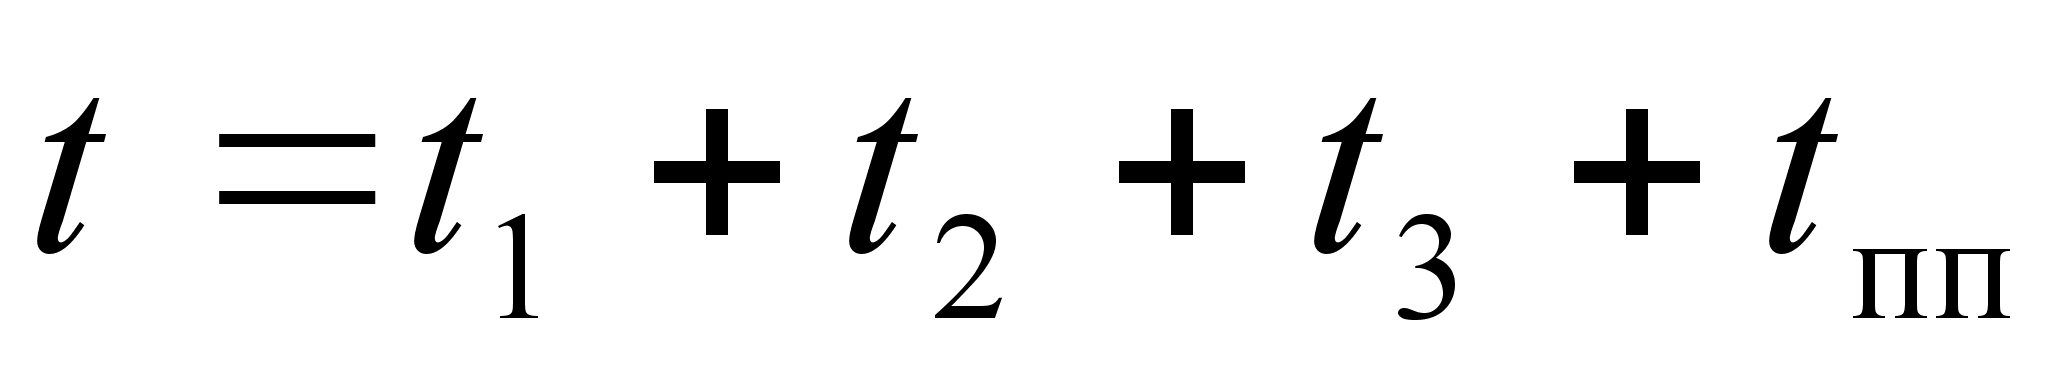 t = t₁ + t₂ + t₃ + tпп